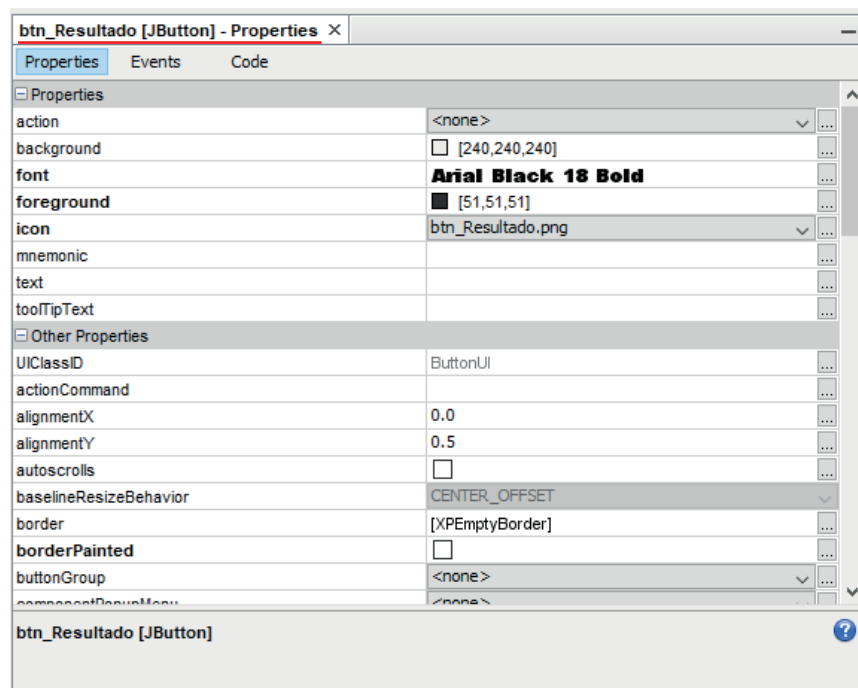 btn_Resultado [JButton] - Properties ×
Properties Events Code
Properties
action <none> ...
background [240,240,240] ...
font Arial Black 18 Bold ...
foreground [51,51,51] ...
icon btn_Resultado.png ...
mnemonic ...
text ...
toolTipText ...
Other Properties
UIClassID ButtonUI ...
actionCommand ...
alignmentX 0.0 ...
alignmentY 0.5 ...
autoscrolls ...
baselineResizeBehavior CENTER_OFFSET
border [XPEmptyBorder] ...
borderPainted ...
buttonGroup <none> ...
componentPopupMenu <none>
btn_Resultado [JButton] ?